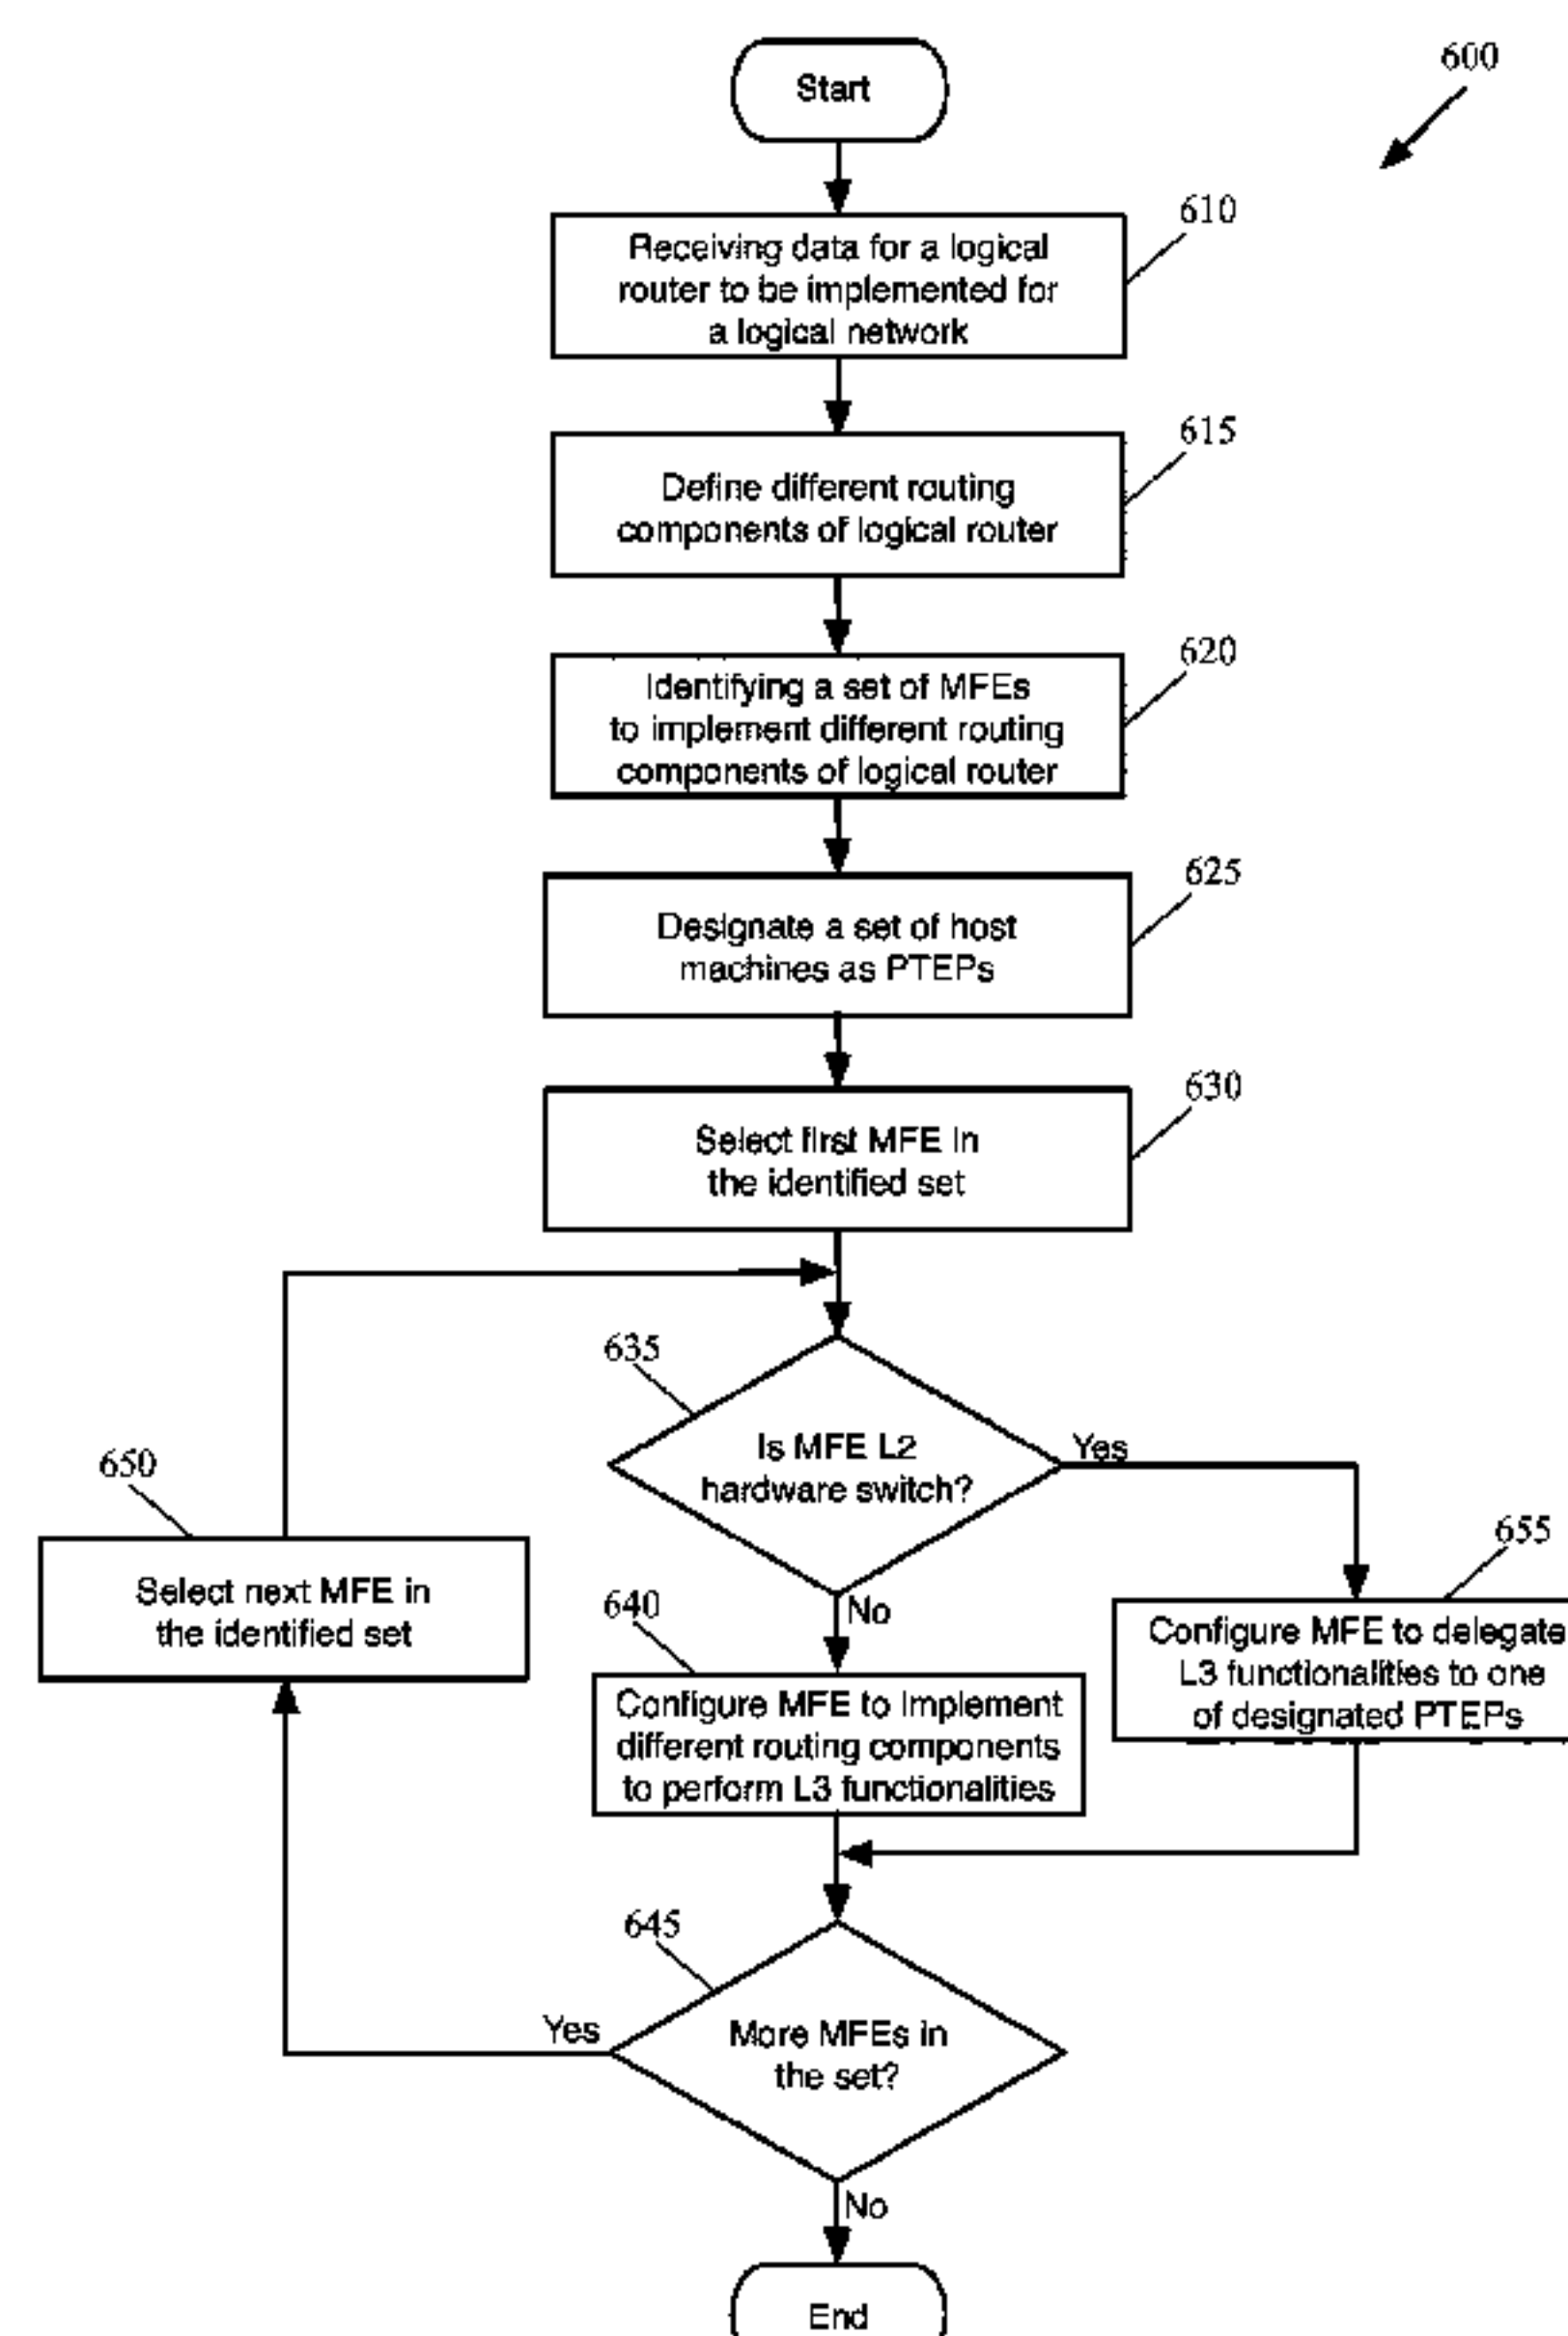 Start
600
610
Receiving data for a logical
router to be implemented for
a logical network
615
Define different routing
components of logical router
620
Identifying a set of MFEs
to implement different routing
components of logical router
625
Designate a set of host
machines as PTEPs
630
Select first MFE in
the identified set
635
Is MFE L2
hardware switch?
Yes
No
650
Select next MFE in
the identified set
655
Configure MFE to delegate
L3 functionalities to one
of designated PTEPs
640
Configure MFE to implement
different routing components
to perform L3 functionalities
645
More MFEs in
the set?
Yes
No
End